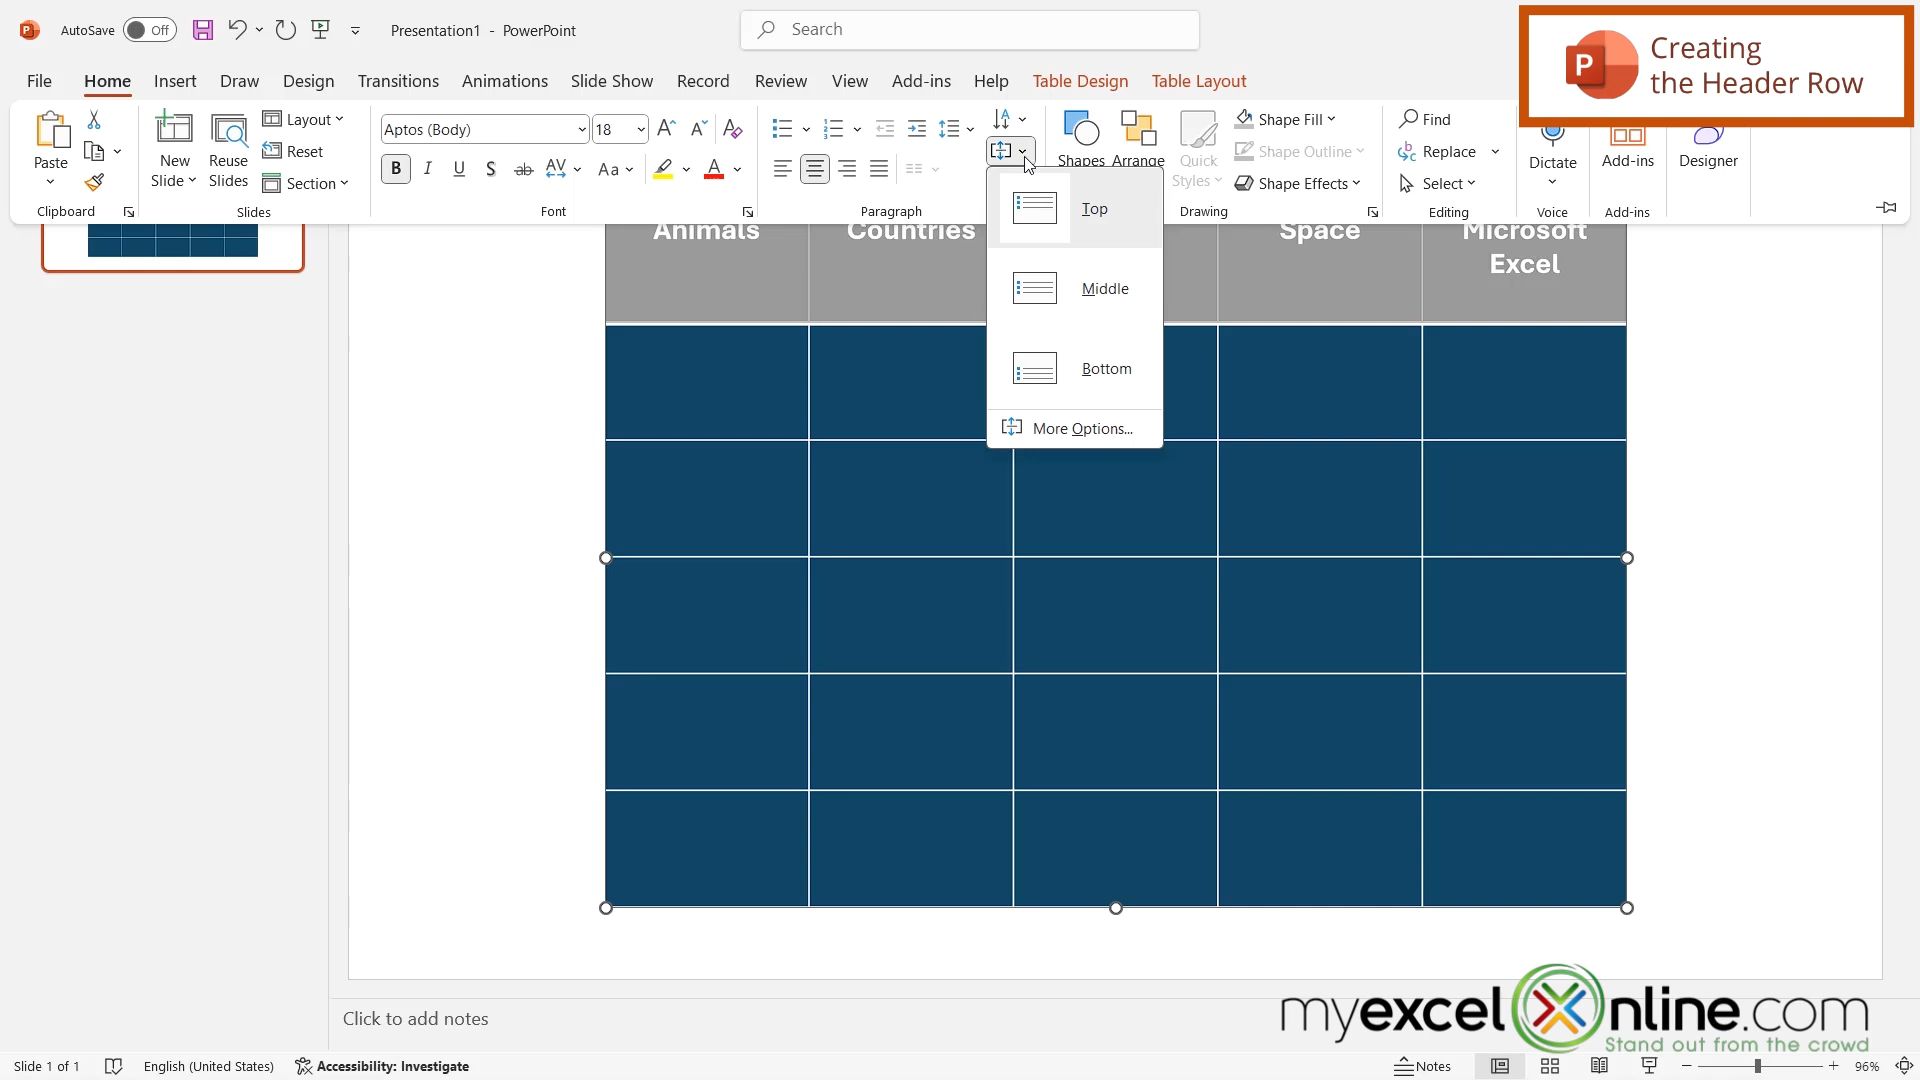 AutoSave Off Presentation1 - PowerPoint Search
Creating
the Header Row
File Home Insert Draw Design Transitions Animations Slide Show Record Review View Add-ins Help Table Design Table Layout
Paste
New
Slide
Reuse
Slides
Layout
Reset
Section
Aptos (Body) 18
B I U S ab AV Aa A
Shapes Arrange
Quick
Styles
Shape Fill
Shape Outline
Shape Effects
Find
Replace
Select
Dictate
Add-ins
Designer
Clipboard Slides Font Paragraph Drawing Editing Voice Add-ins
Top
Middle
Bottom
More Options...
Animals Countries Space Microsoft
Excel
Click to add notes
myexcelonline.com
Stand out from the crowd
Slide 1 of 1 English (United States) Accessibility: Investigate Notes 96%